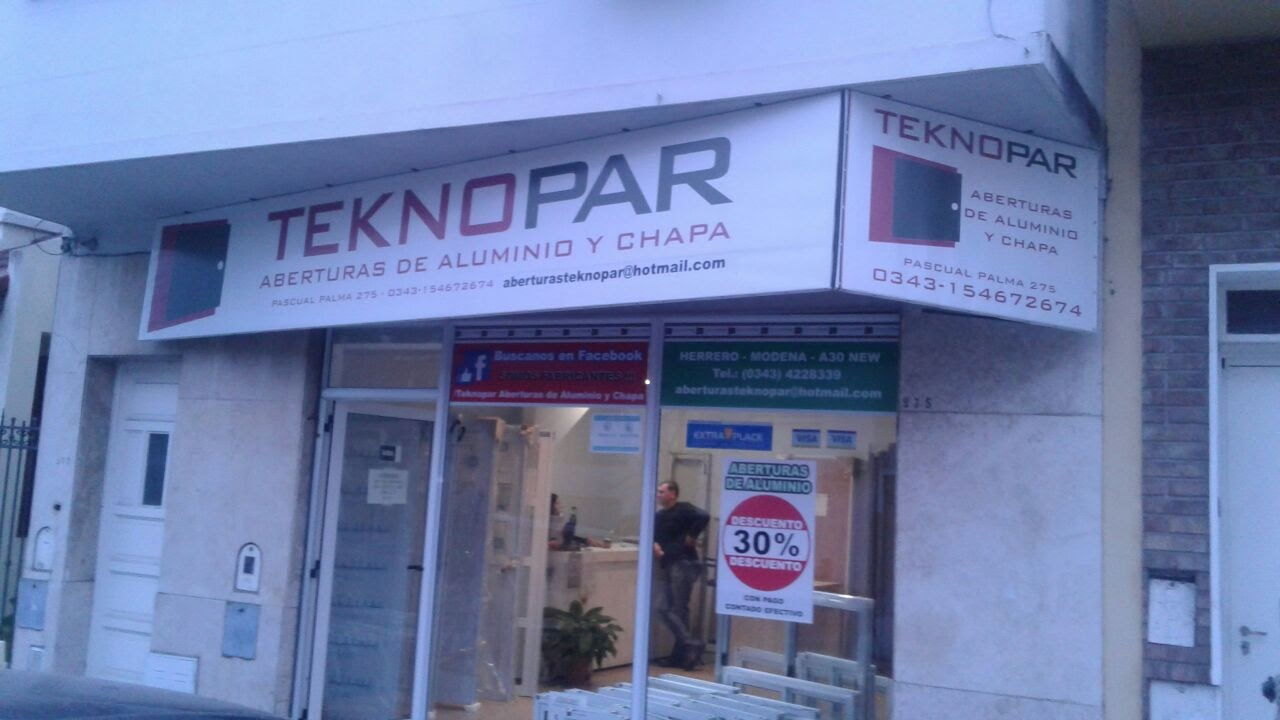 TEKNOPAR
ABERTURAS DE ALUMINIO Y CHAPA
PASCUAL PALMA 275 - 0343-154672674 aberturasteknopar@hotmail.com
TEKNOPAR
ABERTURAS
DE ALUMINIO
Y CHAPA
PASCUAL PALMA 275
0343-154672674
f Buscanos en Facebook
SOMOS FABRICANTES !!!
Teknopar Aberturas de Aluminio y Chapa
HERRERO - MODENA - A30 NEW
Tel.: (0343) 4228339
aberturasteknopar@hotmail.com
EXTRA PLACK
VISA VISA
ABERTURAS
DE ALUMINIO
DESCUENTO
30%
DESCUENTO
CON PAGO
CONTADO EFECTIVO